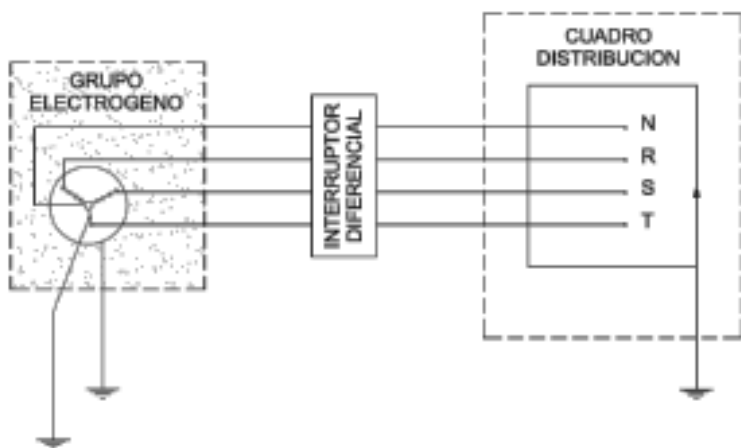 GRUPO
ELECTROGENO
INTERRUPTOR
DIFERENCIAL
CUADRO
DISTRIBUCION
N
R
S
T